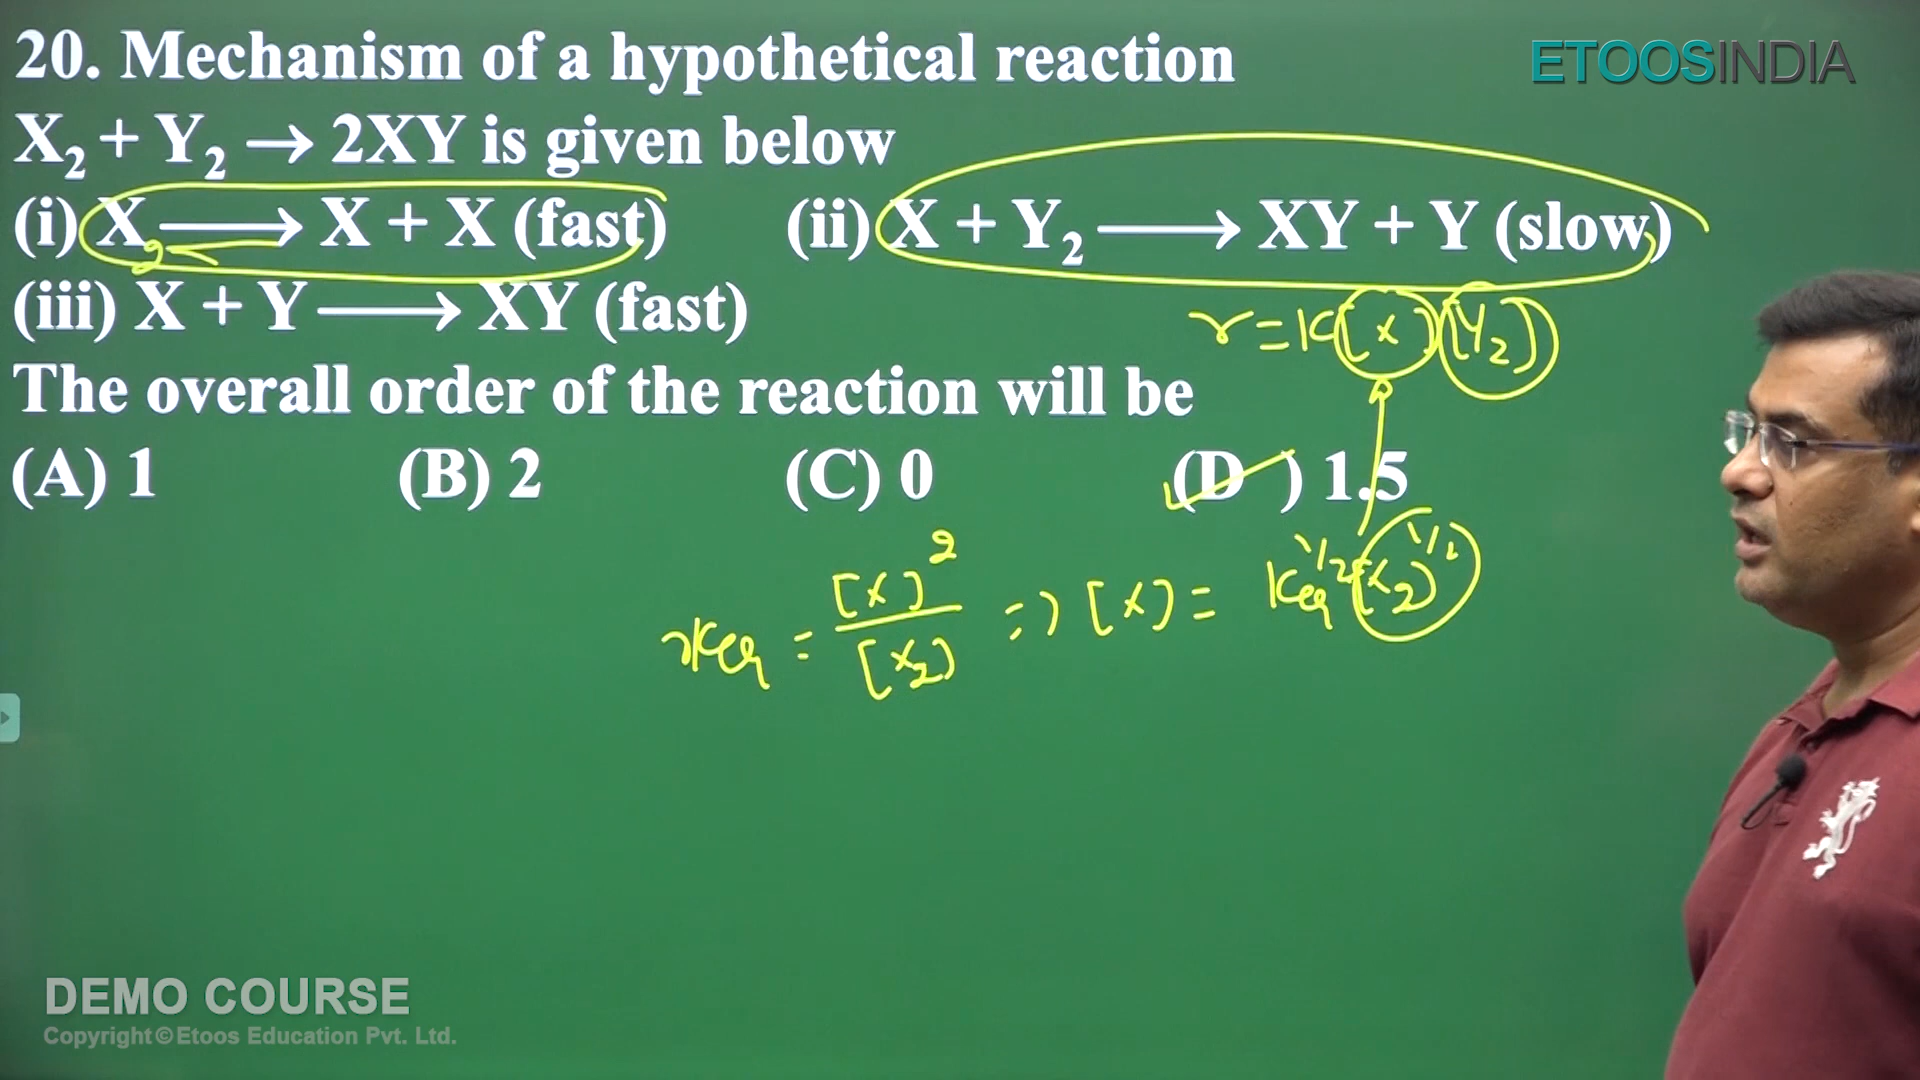 20. Mechanism of a hypothetical reaction
ETOOSINDIA
X₂ + Y₂ → 2XY is given below
(i) X₂ ⇌ X + X (fast) (ii) X + Y₂ ⟶ XY + Y (slow)
(iii) X + Y ⟶ XY (fast)
r = K[X][Y₂]
The overall order of the reaction will be
(A) 1 (B) 2 (C) 0 (D ) 1.5
Keq = [X]² / [X₂] ⇒ [X] = Keq^1/2 [X₂]^1/2
DEMO COURSE
Copyright © Etoos Education Pvt. Ltd.